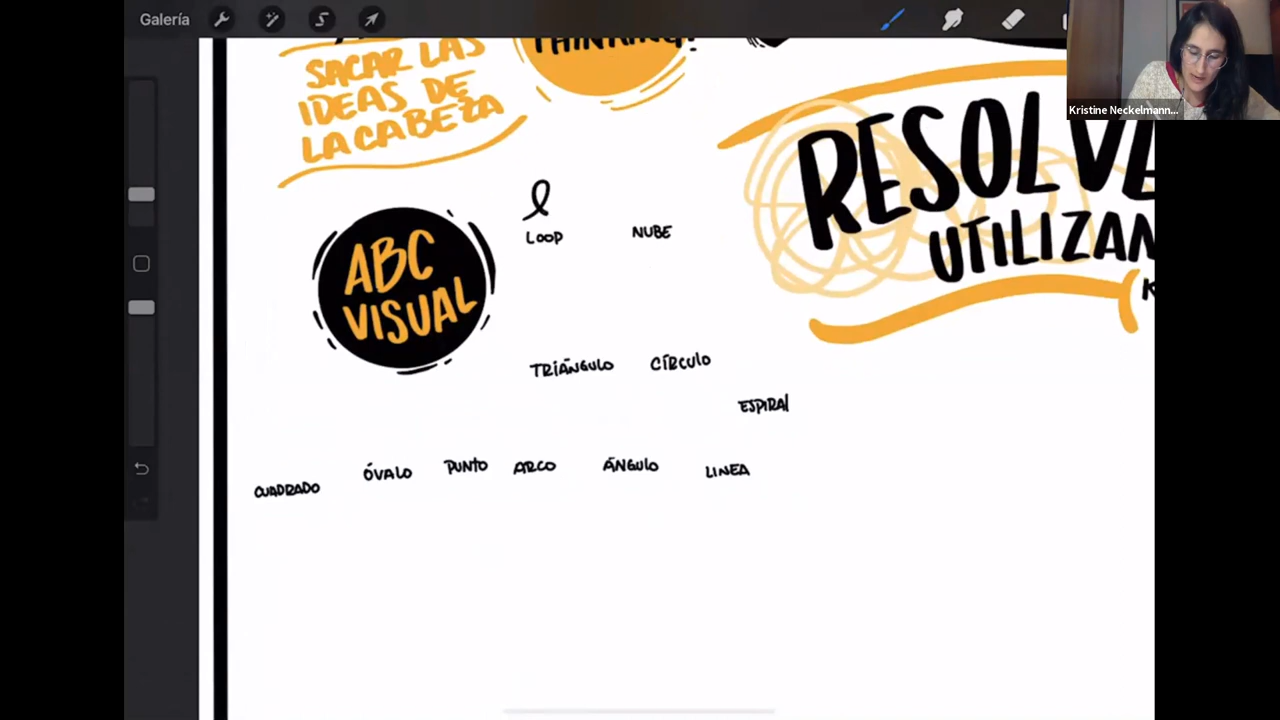 Galería
Kristine Neckelmann...
THINKING!
SACAR LAS
IDEAS DE
LA CABEZA
RESOLVE
UTILIZAN
ABC
VISUAL
LOOP
NUBE
TRIÁNGULO
CÍRCULO
ESPIRAl
CUADRADO
ÓVALO
PUNTO
ARCO
ÁNGULO
LINEA